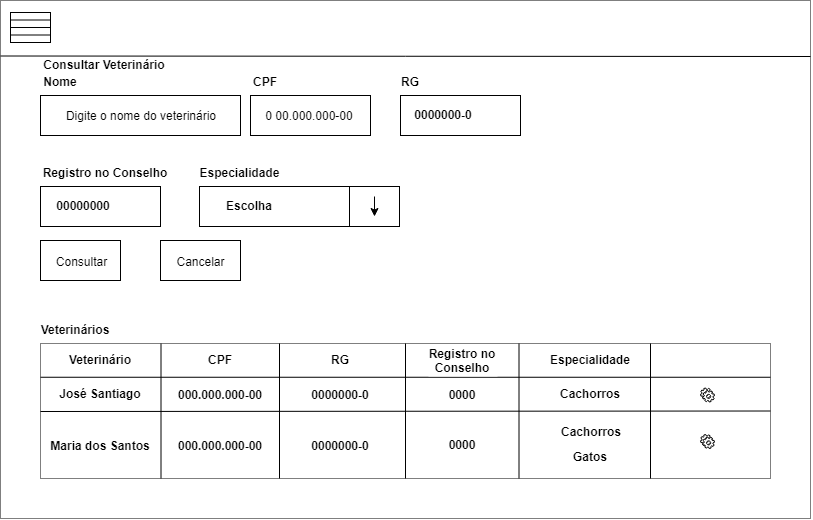 Consultar Veterinário
Nome CPF RG
Digite o nome do veterinário 0 00.000.000-00 0000000-0
Registro no Conselho Especialidade
00000000 Escolha
Consultar Cancelar
Veterinários
Veterinário CPF RG Registro no Conselho Especialidade
José Santiago 000.000.000-00 0000000-0 0000 Cachorros
Maria dos Santos 000.000.000-00 0000000-0 0000 Cachorros
Gatos